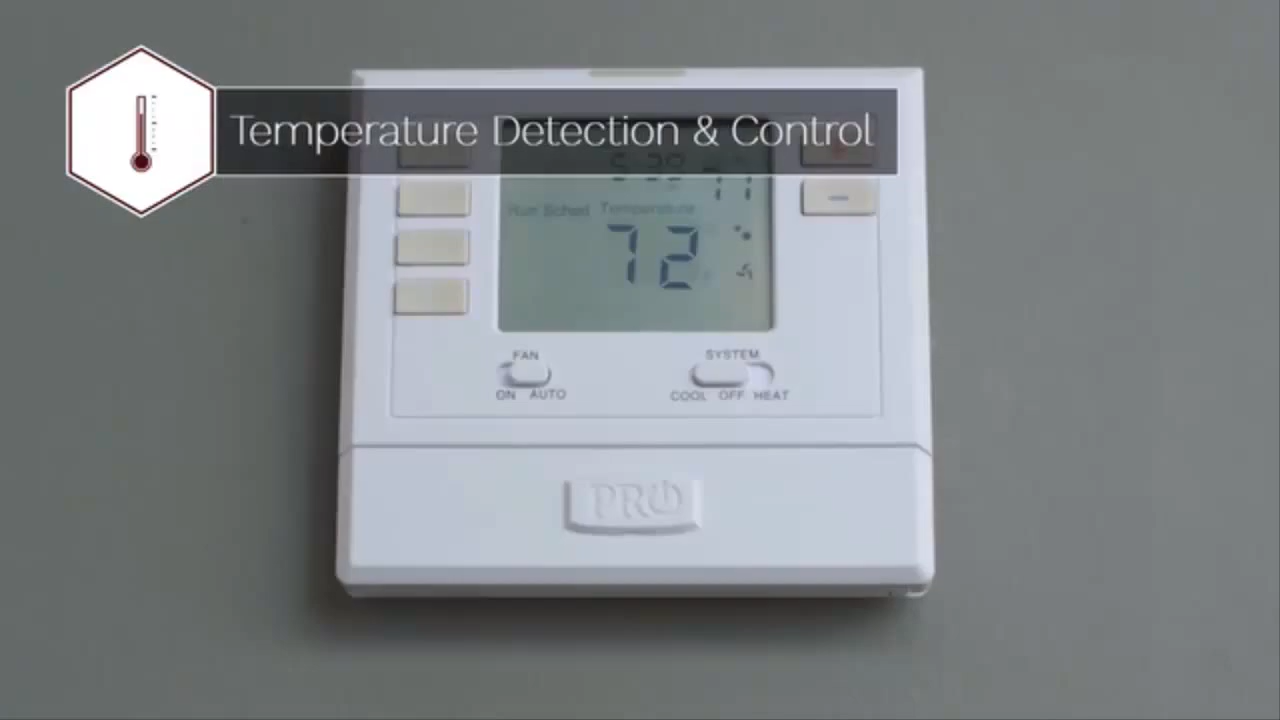 Temperature Detection & Control
Run Sched Temperature
72
FAN
SYSTEM
ON AUTO
COOL OFF HEAT
PRO